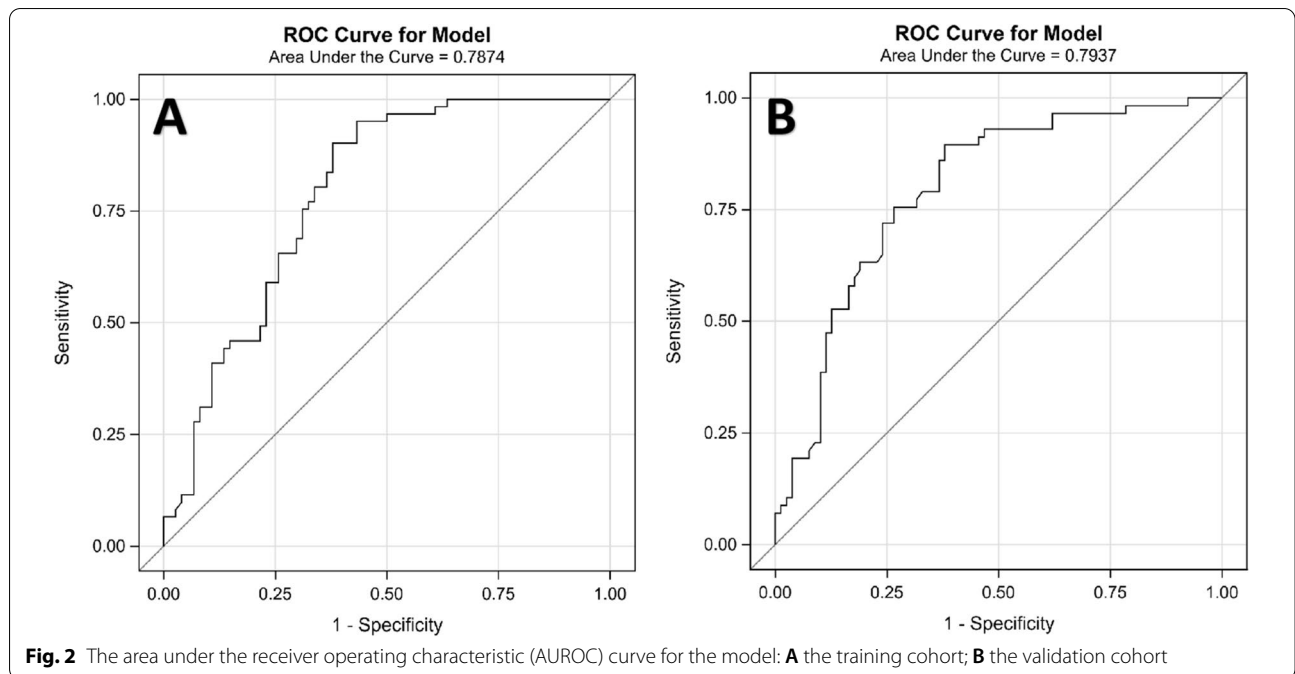 ROC Curve for Model
Area Under the Curve = 0.7874
A
1.00
0.75
0.50
0.25
0.00
Sensitivity
0.00 0.25 0.50 0.75 1.00
1 - Specificity
ROC Curve for Model
Area Under the Curve = 0.7937
B
1.00
0.75
0.50
0.25
0.00
Sensitivity
0.00 0.25 0.50 0.75 1.00
1 - Specificity
Fig. 2 The area under the receiver operating characteristic (AUROC) curve for the model: A the training cohort; B the validation cohort